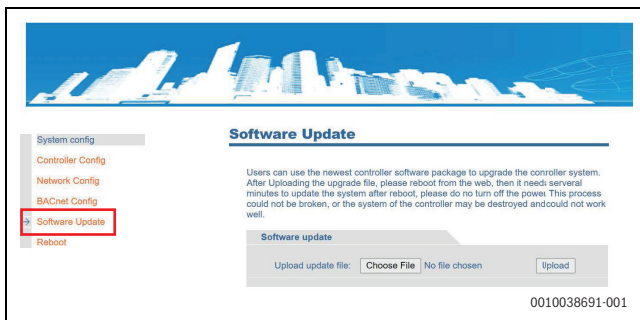 System config
Controller Config
Network Config
BACnet Config
Software Update
Reboot
Software Update
Users can use the newest controller software package to upgrade the conroller system.
After Uploading the upgrade file, please reboot from the web, then it needs serveral
minutes to update the system after reboot, please do no turn off the power. This process
could not be broken, or the system of the controller may be destroyed andcould not work
well.
Software update
Upload update file: Choose File No file chosen Upload
0010038691-001